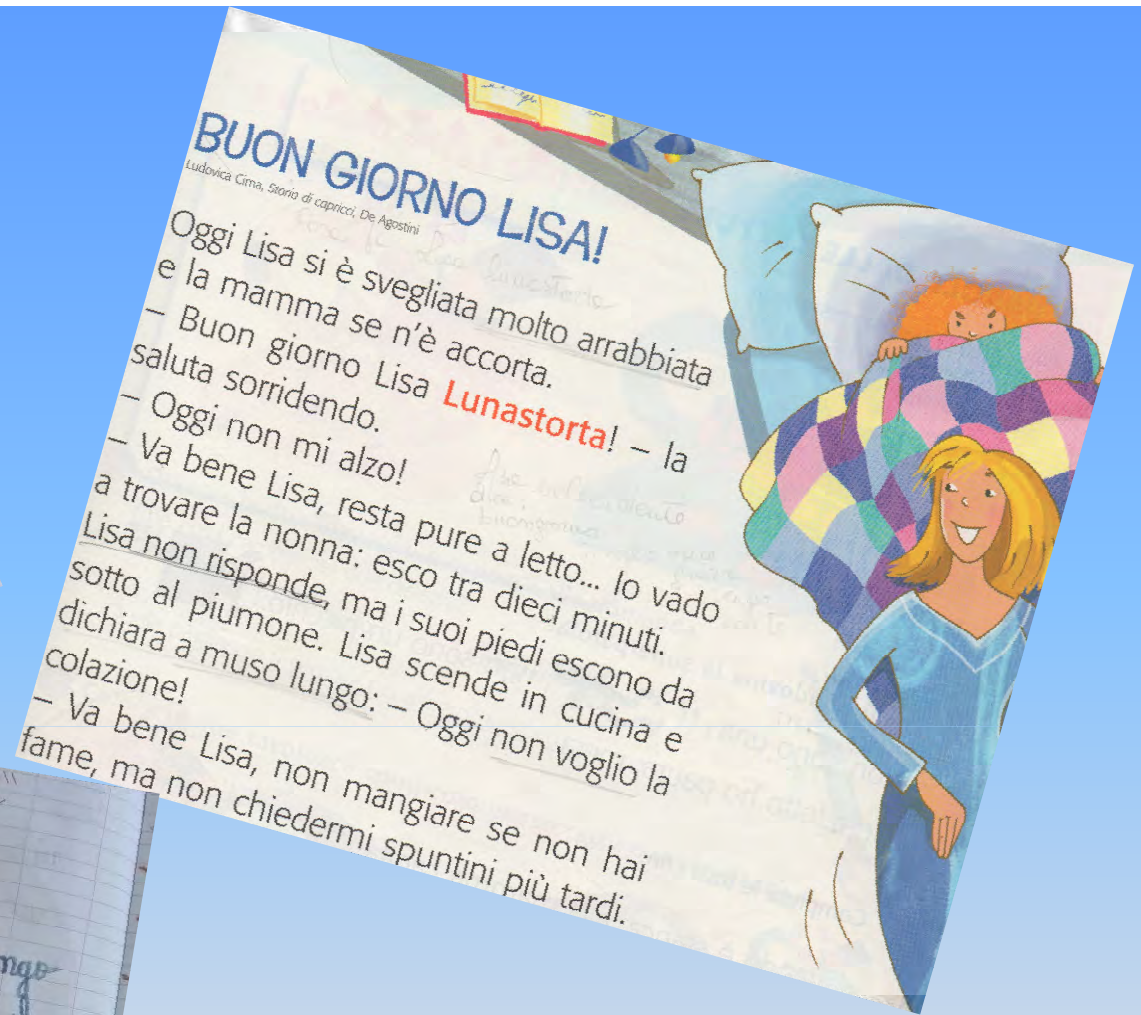 BUON GIORNO LISA!
Ludovica Cima, Storia di capricci, De Agostini
Oggi Lisa si è svegliata molto arrabbiata
e la mamma se n'è accorta.
– Buon giorno Lisa Lunastorta! – la
saluta sorridendo.
– Oggi non mi alzo!
– Va bene Lisa, resta pure a letto... Io vado
a trovare la nonna: esco tra dieci minuti.
Lisa non risponde, ma i suoi piedi escono da
sotto al piumone. Lisa scende in cucina e
dichiara a muso lungo: – Oggi non voglio la
colazione!
– Va bene Lisa, non mangiare se non hai
fame, ma non chiedermi spuntini più tardi.